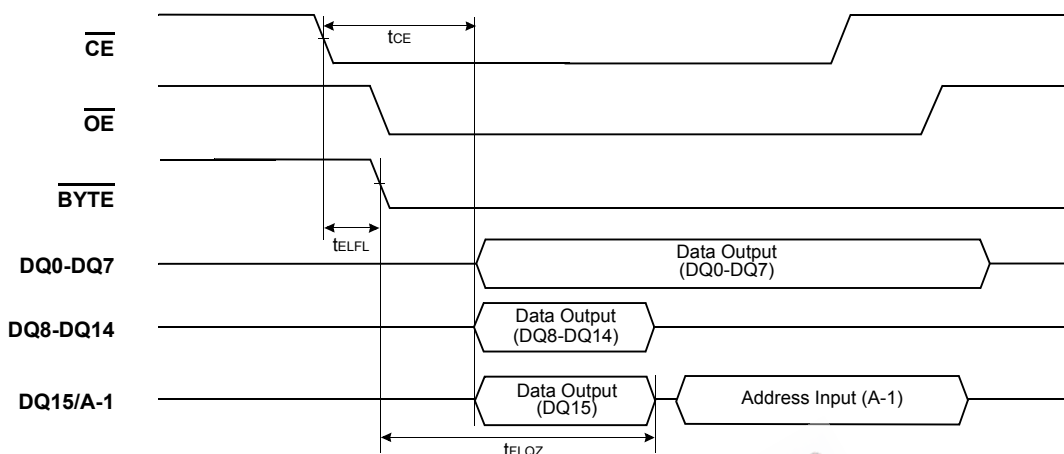 tCE
CE
OE
BYTE
tELFL
Data Output
(DQ0-DQ7)
DQ0-DQ7
Data Output
(DQ8-DQ14)
DQ8-DQ14
Data Output
(DQ15)
Address Input (A-1)
DQ15/A-1
tFLQZ